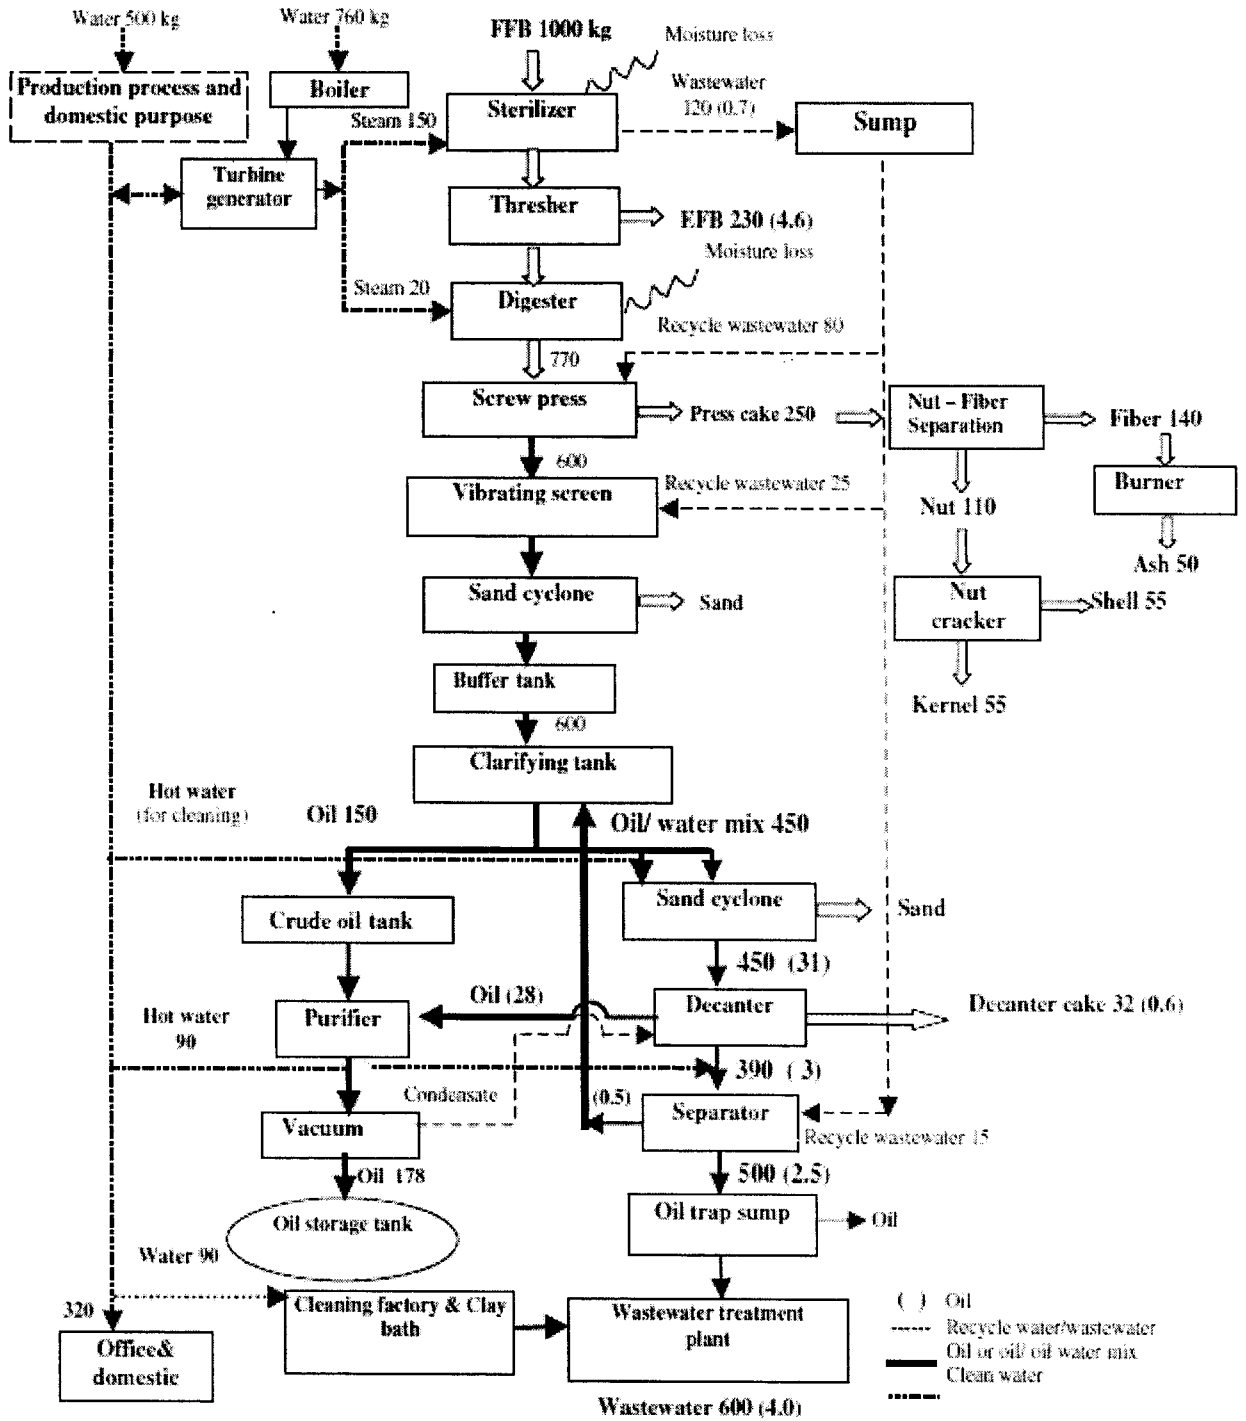 Water 500 kg
Water 760 kg
FFB 1000 kg
Moisture loss
Production process and
domestic purpose
Boiler
Sterilizer
Wastewater
120 (0.7)
Sump
Steam 150
Turbine
generator
Thresher
EFB 230 (4.6)
Moisture loss
Steam 20
Digester
Recycle wastewater 80
770
Screw press
Press cake 250
Nut – Fiber
Separation
Fiber 140
600
Vibrating screen
Recycle wastewater 25
Nut 110
Burner
Ash 50
Sand cyclone
Sand
Nut
cracker
Shell 55
Buffer tank
Kernel 55
600
Clarifying tank
Hot water
(for cleaning)
Oil 150
Oil/ water mix 450
Crude oil tank
Sand cyclone
Sand
450 (31)
Hot water
90
Purifier
Oil (28)
Decanter
Decanter cake 32 (0.6)
390 ( 3)
Condensate
(0.5)
Separator
Recycle wastewater 15
Vacuum
Oil 178
500 (2.5)
Oil storage tank
Oil trap sump
Oil
Water 90
320
Office&
domestic
Cleaning factory & Clay
bath
Wastewater treatment
plant
Wastewater 600 (4.0)
( ) Oil
Recycle water/wastewater
Oil or oil/ oil water mix
Clean water